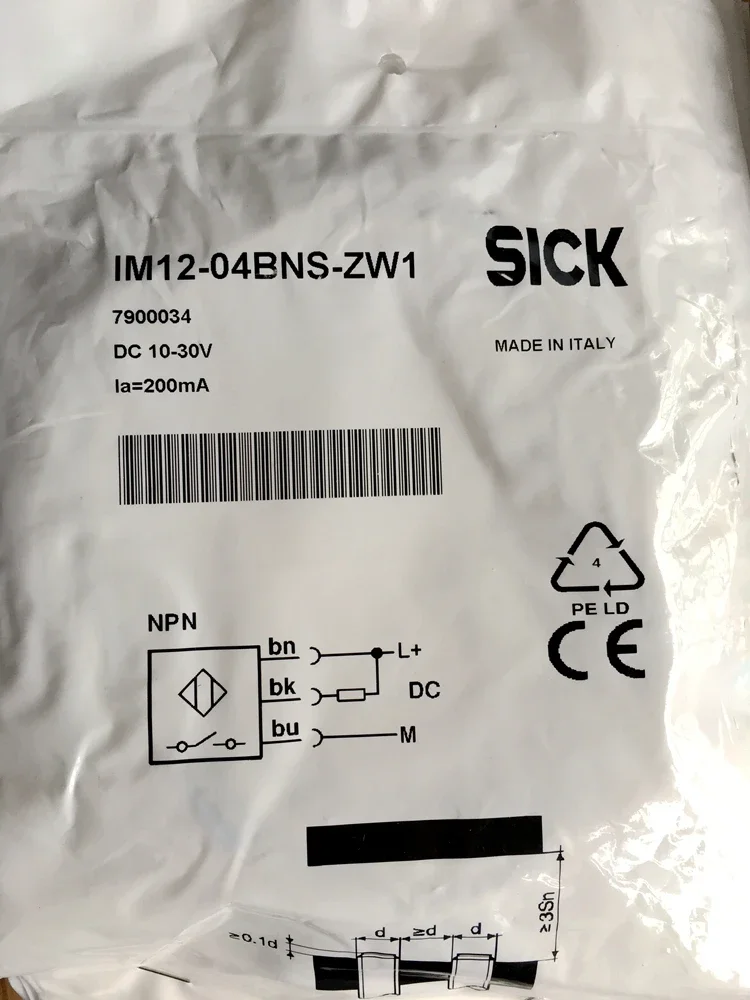 SICK
IM12-04BNS-ZW1
7900034
DC 10-30V
MADE IN ITALY
Ia=200mA
4
PE LD
CE
NPN
bn
L+
bk
DC
bu
M
≥3Sn
d
≥d
d
≥0.1d